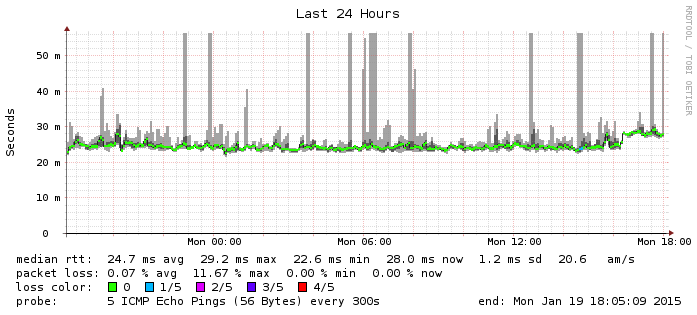 Last 24 Hours
RRDTOOL / TOBI OETIKER
Seconds
50 m
40 m
30 m
20 m
10 m
0
Mon 00:00 Mon 06:00 Mon 12:00 Mon 18:00
median rtt: 24.7 ms avg 29.2 ms max 22.6 ms min 28.0 ms now 1.2 ms sd 20.6 am/s
packet loss: 0.07 % avg 11.67 % max 0.00 % min 0.00 % now
loss color: 0 1/5 2/5 3/5 4/5
probe: 5 ICMP Echo Pings (56 Bytes) every 300s end: Mon Jan 19 18:05:09 2015